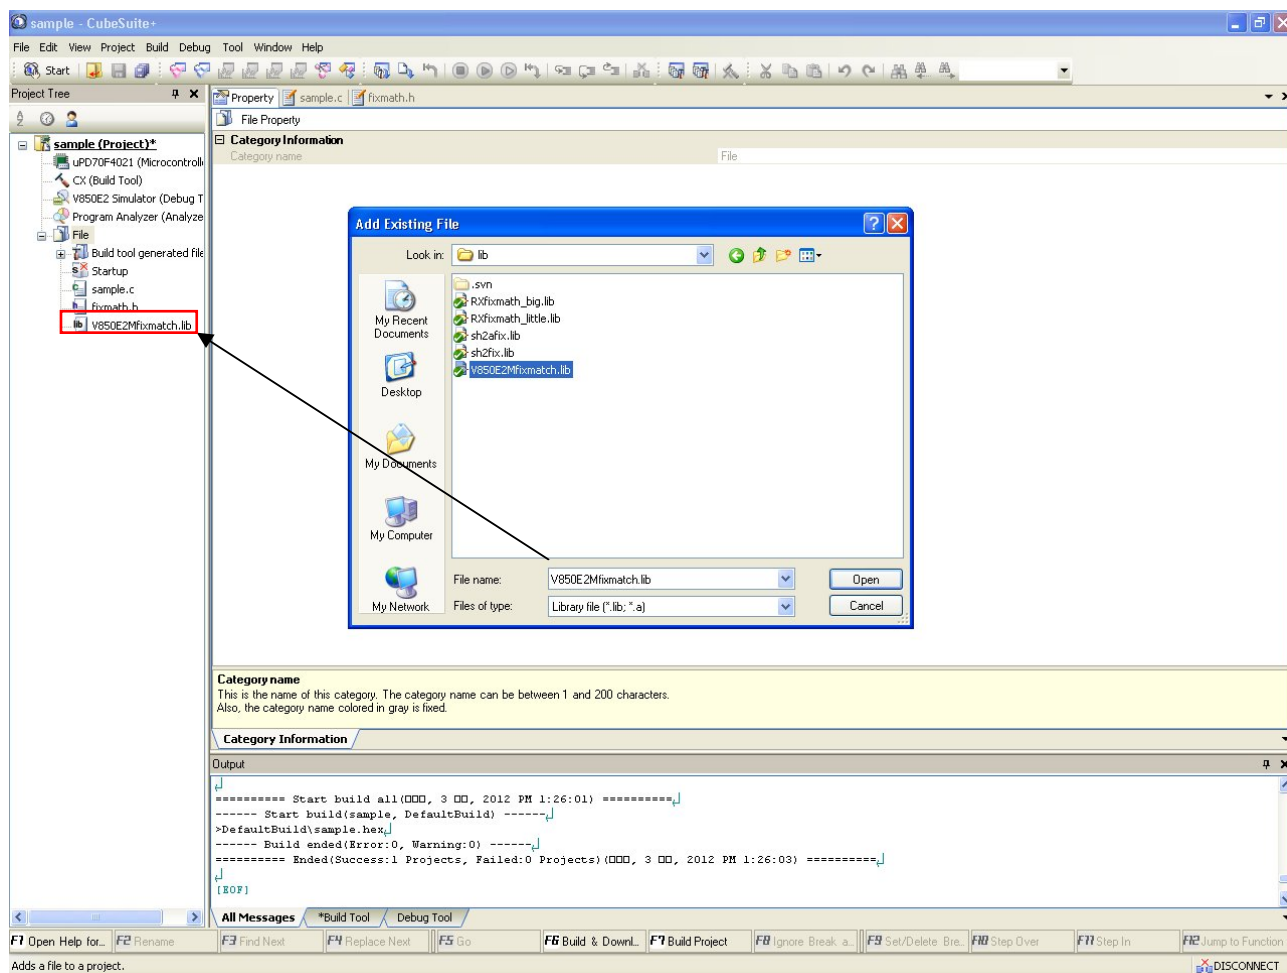 sample - CubeSuite+
File Edit View Project Build Debug Tool Window Help
Start
Project Tree
Property sample.c fixmath.h
File Property
Category Information
Category name File
sample (Project)*
uPD70F4021 (Microcontroll
CX (Build Tool)
V850E2 Simulator (Debug T
Program Analyzer (Analyze
File
Build tool generated file
Startup
sample.c
fixmath.h
V850E2Mfixmatch.lib
Add Existing File
Look in: lib
My Recent Documents
Desktop
My Documents
My Computer
My Network
.svn
RXfixmath_big.lib
RXfixmath_little.lib
sh2afix.lib
sh2fix.lib
V850E2Mfixmatch.lib
File name: V850E2Mfixmatch.lib Open
Files of type: Library file (*.lib; *.a) Cancel
Category name
This is the name of this category. The category name can be between 1 and 200 characters.
Also, the category name colored in gray is fixed.
Category Information
Output
========== Start build all(□□□, 3 □□, 2012 PM 1:26:01) ==========
------ Start build(sample, DefaultBuild) ------
>DefaultBuild\sample.hex
------ Build ended(Error:0, Warning:0) ------
========== Ended(Success:1 Projects, Failed:0 Projects)(□□□, 3 □□, 2012 PM 1:26:03) ==========
[EOF]
All Messages *Build Tool Debug Tool
F1 Open Help for... F2 Rename F3 Find Next F4 Replace Next F5 Go F6 Build & Downl... F7 Build Project F8 Ignore Break a... F9 Set/Delete Bre... F10 Step Over F11 Step In F12 Jump to Function
Adds a file to a project. DISCONNECT